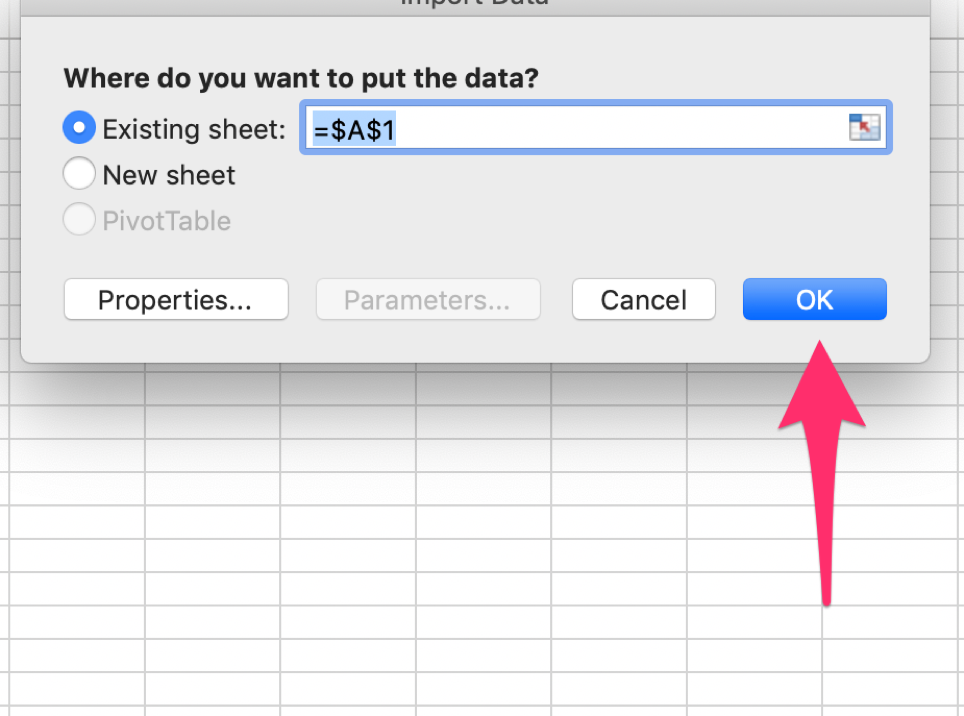 Import Data
Where do you want to put the data?
Existing sheet: =$A$1
New sheet
PivotTable
Properties... Parameters... Cancel OK